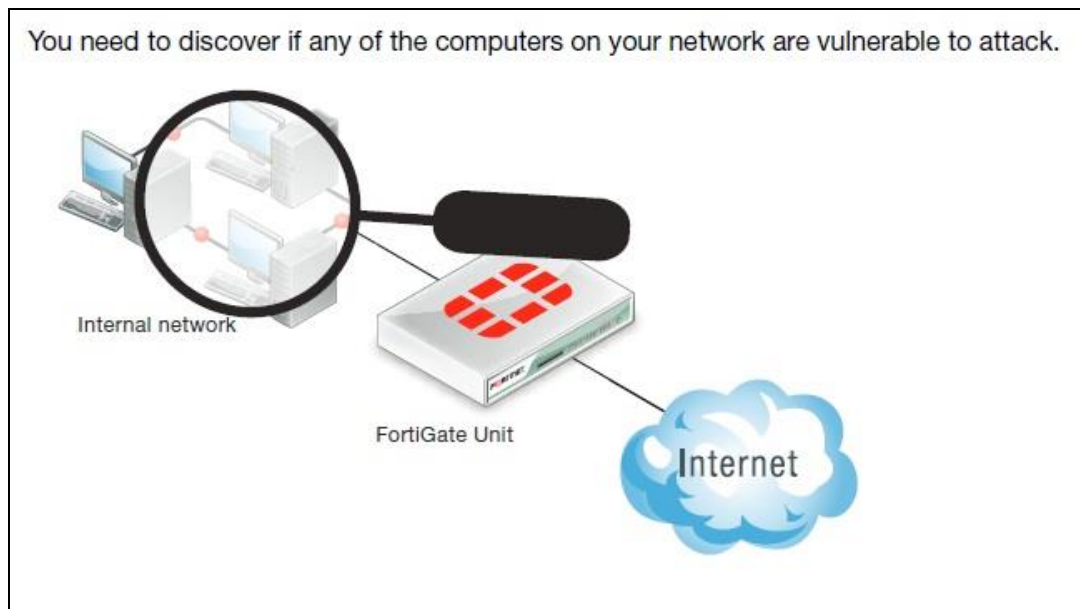 You need to discover if any of the computers on your network are vulnerable to attack.
Internal network
FortiGate Unit
Internet